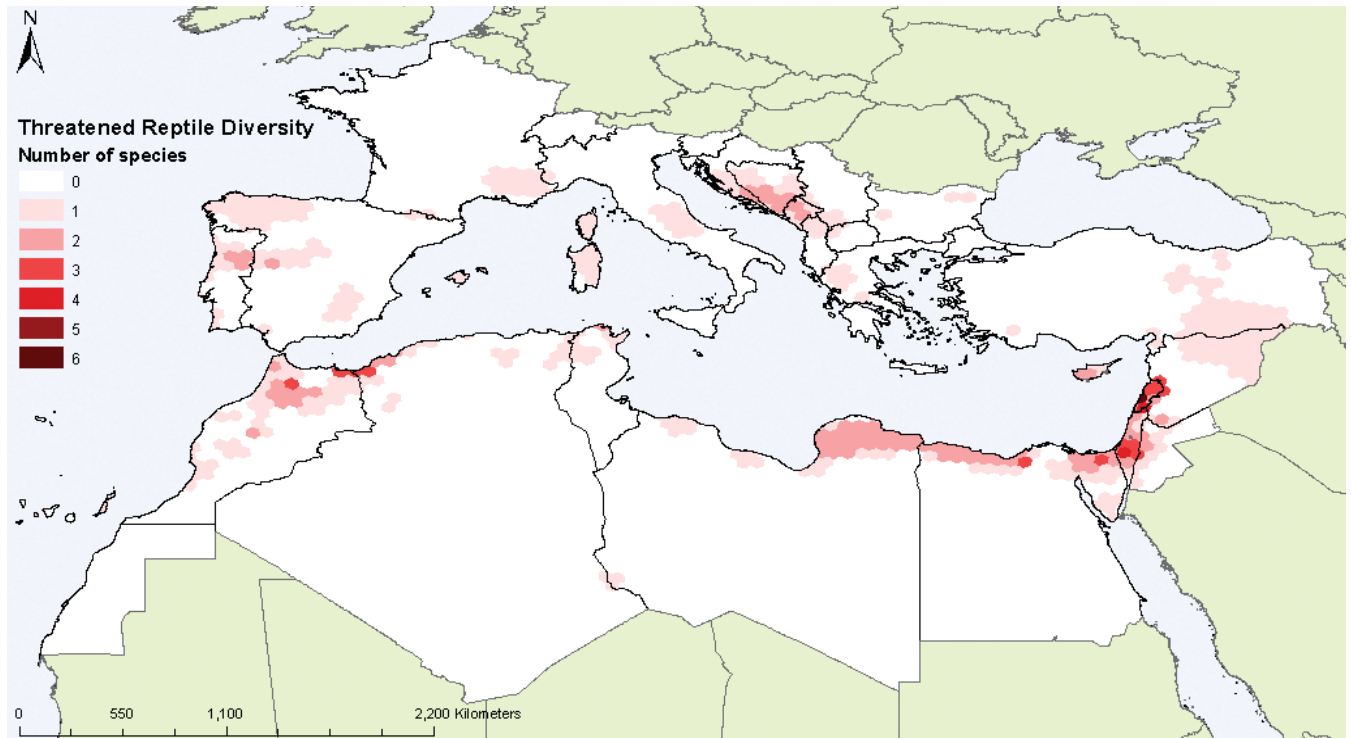 N
Threatened Reptile Diversity
Number of species
0
1
2
3
4
5
6
0 550 1,100 2,200 Kilometers